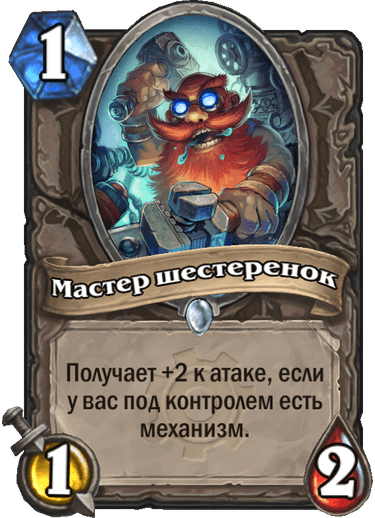 1
Мастер шестеренок
Получает +2 к атаке, если
у вас под контролем есть
механизм.
1
2